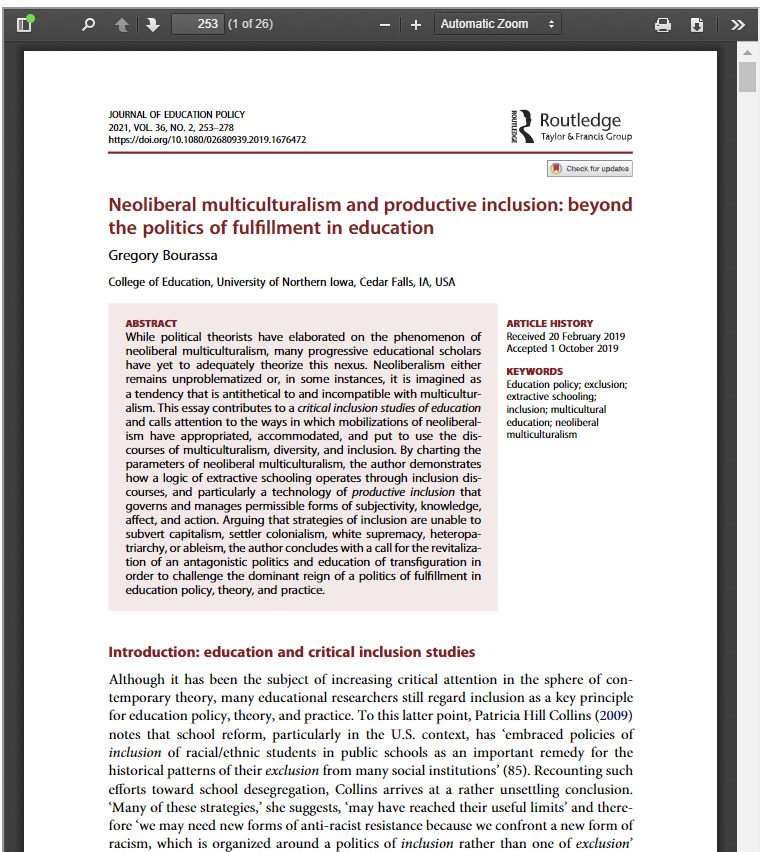 253 (1 of 26) Automatic Zoom
JOURNAL OF EDUCATION POLICY
2021, VOL. 36, NO. 2, 253–278
https://doi.org/10.1080/02680939.2019.1676472
ROUTLEDGE
Routledge
Taylor & Francis Group
Check for updates
Neoliberal multiculturalism and productive inclusion: beyond
the politics of fulfillment in education
Gregory Bourassa
College of Education, University of Northern Iowa, Cedar Falls, IA, USA
ABSTRACT
While political theorists have elaborated on the phenomenon of
neoliberal multiculturalism, many progressive educational scholars
have yet to adequately theorize this nexus. Neoliberalism either
remains unproblematized or, in some instances, it is imagined as
a tendency that is antithetical to and incompatible with multicultur-
alism. This essay contributes to a critical inclusion studies of education
and calls attention to the ways in which mobilizations of neoliberal-
ism have appropriated, accommodated, and put to use the dis-
courses of multiculturalism, diversity, and inclusion. By charting the
parameters of neoliberal multiculturalism, the author demonstrates
how a logic of extractive schooling operates through inclusion dis-
courses, and particularly a technology of productive inclusion that
governs and manages permissible forms of subjectivity, knowledge,
affect, and action. Arguing that strategies of inclusion are unable to
subvert capitalism, settler colonialism, white supremacy, heteropa-
triarchy, or ableism, the author concludes with a call for the revitaliza-
tion of an antagonistic politics and education of transfiguration in
order to challenge the dominant reign of a politics of fulfillment in
education policy, theory, and practice.
ARTICLE HISTORY
Received 20 February 2019
Accepted 1 October 2019
KEYWORDS
Education policy; exclusion;
extractive schooling;
inclusion; multicultural
education; neoliberal
multiculturalism
Introduction: education and critical inclusion studies
Although it has been the subject of increasing critical attention in the sphere of con-
temporary theory, many educational researchers still regard inclusion as a key principle
for education policy, theory, and practice. To this latter point, Patricia Hill Collins (2009)
notes that school reform, particularly in the U.S. context, has ‘embraced policies of
inclusion of racial/ethnic students in public schools as an important remedy for the
historical patterns of their exclusion from many social institutions’ (85). Recounting such
efforts toward school desegregation, Collins arrives at a rather unsettling conclusion.
‘Many of these strategies,’ she suggests, ‘may have reached their useful limits’ and there-
fore ‘we may need new forms of anti-racist resistance because we confront a new form of
racism, which is organized around a politics of inclusion rather than one of exclusion’